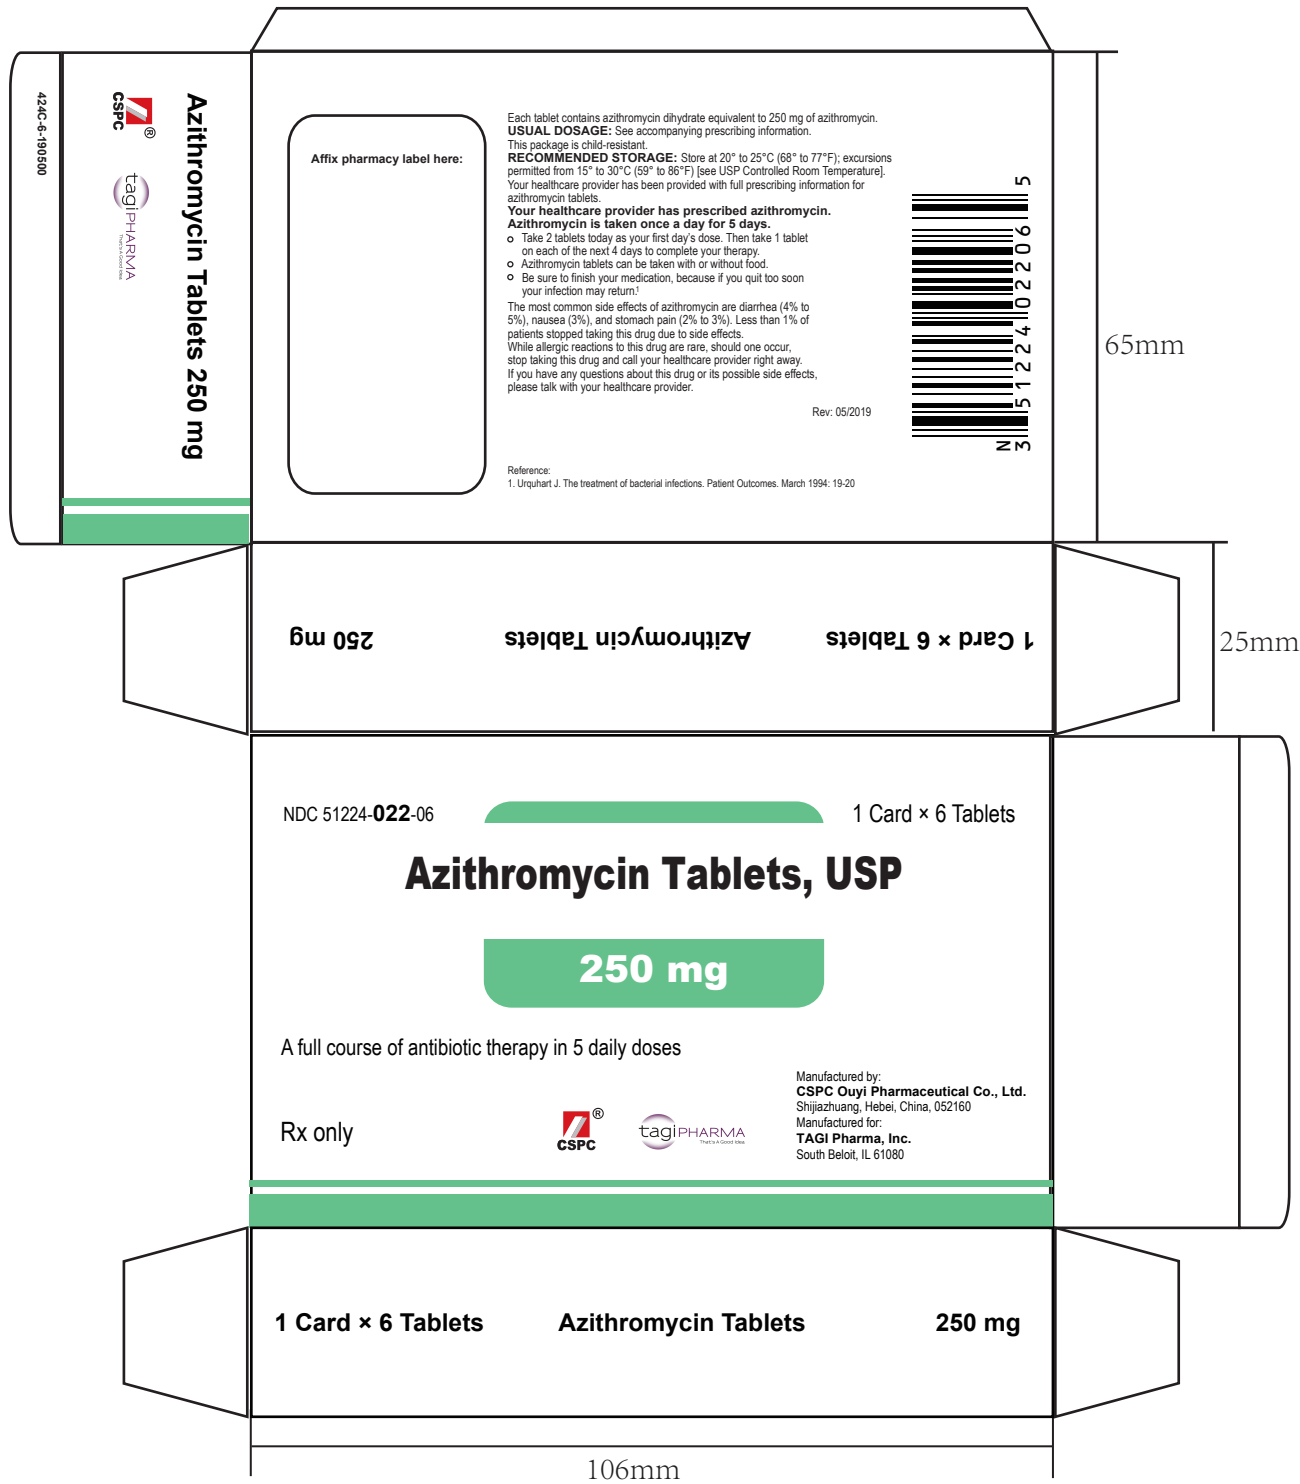 424C-6-190500
CSPC
®
tagi PHARMA
That's A Good Idea
Azithromycin Tablets 250 mg
Affix pharmacy label here:
Each tablet contains azithromycin dihydrate equivalent to 250 mg of azithromycin.
USUAL DOSAGE: See accompanying prescribing information.
This package is child-resistant.
RECOMMENDED STORAGE: Store at 20° to 25°C (68° to 77°F); excursions
permitted from 15° to 30°C (59° to 86°F) [see USP Controlled Room Temperature].
Your healthcare provider has been provided with full prescribing information for
azithromycin tablets.
Your healthcare provider has prescribed azithromycin.
Azithromycin is taken once a day for 5 days.
Take 2 tablets today as your first day's dose. Then take 1 tablet
on each of the next 4 days to complete your therapy.
Azithromycin tablets can be taken with or without food.
Be sure to finish your medication, because if you quit too soon
your infection may return.¹
The most common side effects of azithromycin are diarrhea (4% to
5%), nausea (3%), and stomach pain (2% to 3%). Less than 1% of
patients stopped taking this drug due to side effects.
While allergic reactions to this drug are rare, should one occur,
stop taking this drug and call your healthcare provider right away.
If you have any questions about this drug or its possible side effects,
please talk with your healthcare provider.
Rev: 05/2019
Reference:
1. Urquhart J. The treatment of bacterial infections. Patient Outcomes. March 1994: 19-20
N
3 51224 02206 5
65mm
250 mg Azithromycin Tablets 1 Card × 6 Tablets
25mm
NDC 51224-022-06
1 Card × 6 Tablets
Azithromycin Tablets, USP
250 mg
A full course of antibiotic therapy in 5 daily doses
Rx only
CSPC
®
tagi PHARMA
That's A Good Idea
Manufactured by:
CSPC Ouyi Pharmaceutical Co., Ltd.
Shijiazhuang, Hebei, China, 052160
Manufactured for:
TAGI Pharma, Inc.
South Beloit, IL 61080
1 Card × 6 Tablets Azithromycin Tablets 250 mg
106mm